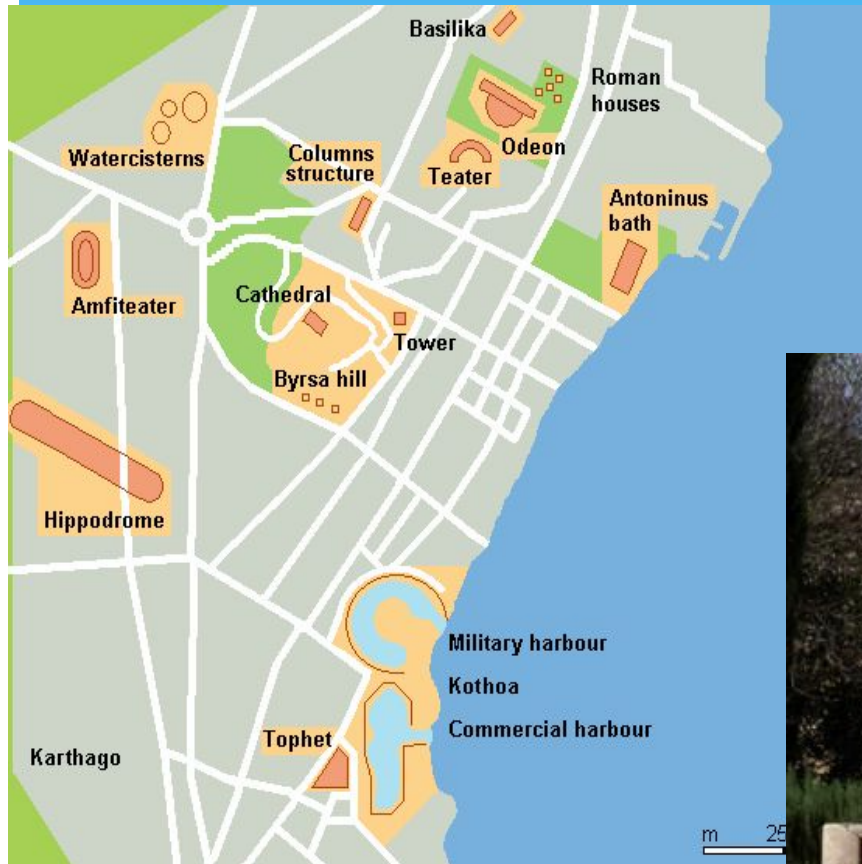 Basilika
Roman
houses
Odeon
Teater
Watercisterns
Columns
structure
Antoninus
bath
Amfiteater
Cathedral
Tower
Byrsa hill
Hippodrome
Military harbour
Kothoa
Commercial harbour
Tophet
Karthago
m 25